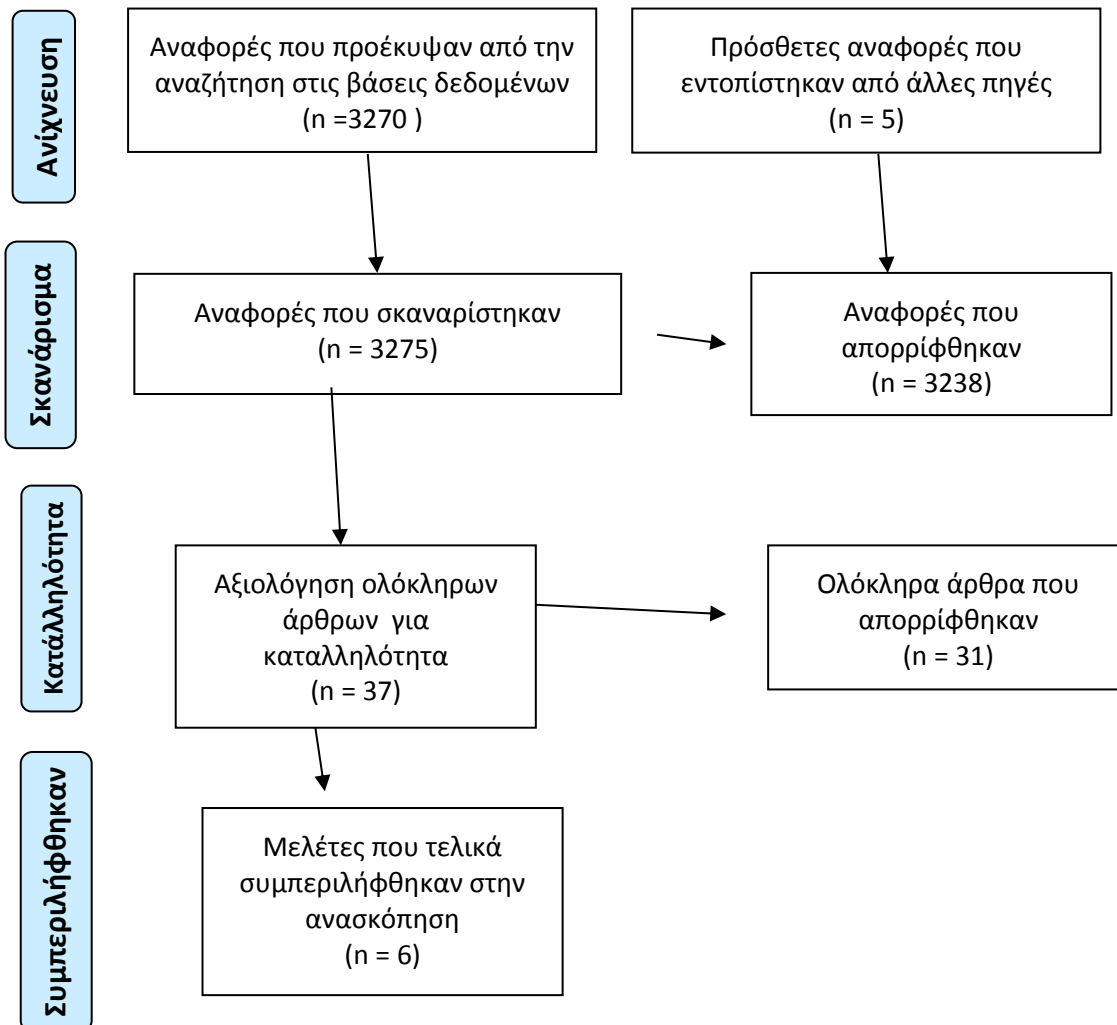 Ανίχνευση
Αναφορές που προέκυψαν από την
αναζήτηση στις βάσεις δεδομένων
(n =3270 )
Πρόσθετες αναφορές που
εντοπίστηκαν από άλλες πηγές
(n = 5)
Σκανάρισμα
Αναφορές που σκαναρίστηκαν
(n = 3275)
Αναφορές που
απορρίφθηκαν
(n = 3238)
Κατάλληλότητα
Αξιολόγηση ολόκληρων
άρθρων για
καταλληλότητα
(n = 37)
Ολόκληρα άρθρα που
απορρίφθηκαν
(n = 31)
Συμπεριλήφθηκαν
Μελέτες που τελικά
συμπεριλήφθηκαν στην
ανασκόπηση
(n = 6)